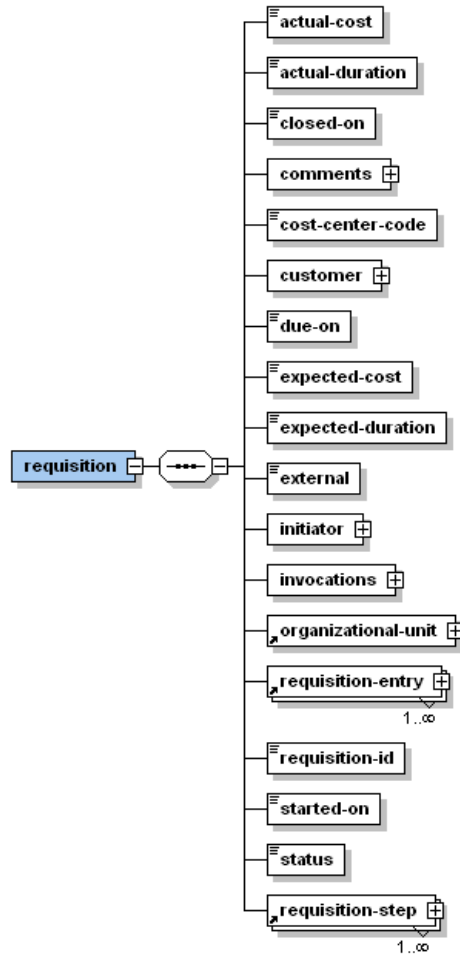 actual-cost
actual-duration
closed-on
comments
cost-center-code
customer
due-on
expected-cost
expected-duration
requisition
external
initiator
invocations
organizational-unit
requisition-entry
1..∞
requisition-id
started-on
status
requisition-step
1..∞